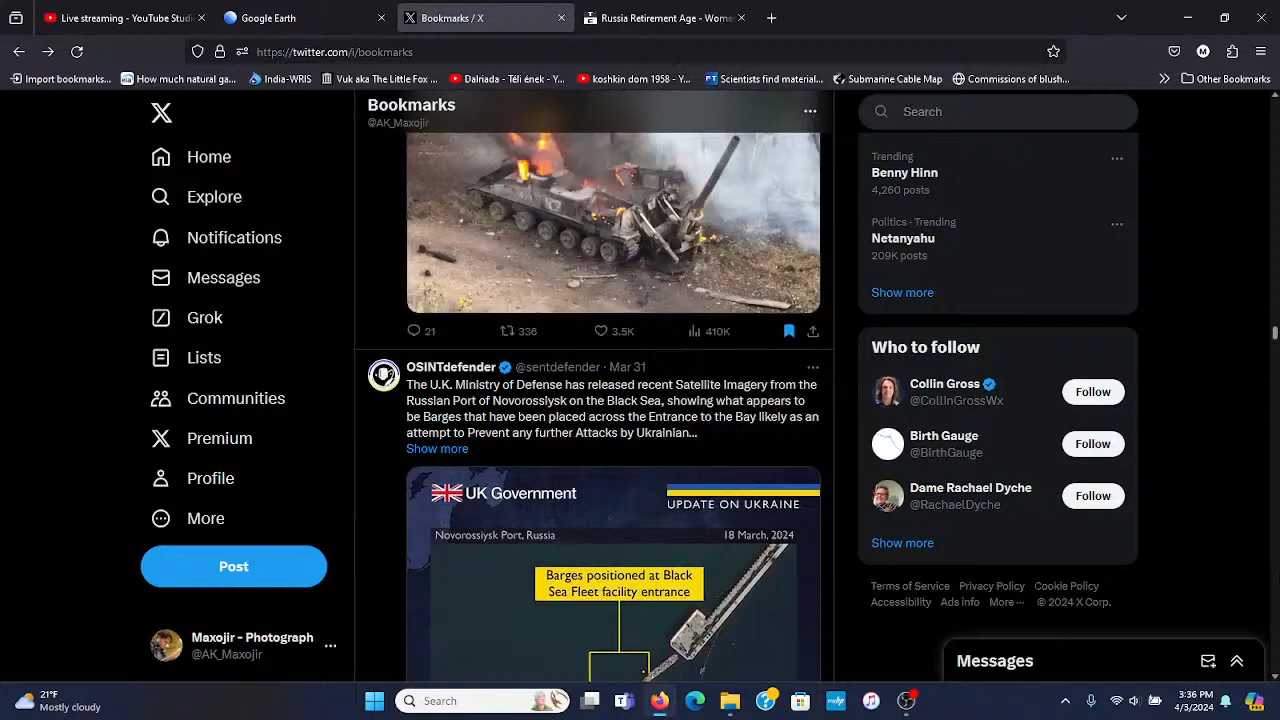 Live streaming - YouTube Studi
Google Earth
Bookmarks / X
Russia Retirement Age - Wome
https://twitter.com/i/bookmarks
Import bookmarks...
How much natural ga...
India-WRIS
Vuk aka The Little Fox ...
Dalriada - Téli ének - Y...
koshkin dom 1958 - Y...
Scientists find material...
Submarine Cable Map
Commissions of blush...
Other Bookmarks
Home
Explore
Notifications
Messages
Grok
Lists
Communities
Premium
Profile
More
Post
Maxojir - Photograph
@AK_Maxojir
Bookmarks
@AK_Maxojir
21
336
3.5K
410K
OSINTdefender @sentdefender · Mar 31
The U.K. Ministry of Defense has released recent Satellite Imagery from the
Russian Port of Novorossiysk on the Black Sea, showing what appears to
be Barges that have been placed across the Entrance to the Bay likely as an
attempt to Prevent any further Attacks by Ukrainian...
Show more
UK Government
UPDATE ON UKRAINE
Novorossiysk Port, Russia
18 March, 2024
Barges positioned at Black
Sea Fleet facility entrance
Search
Trending
Benny Hinn
4,260 posts
Politics · Trending
Netanyahu
209K posts
Show more
Who to follow
Collin Gross
@CollinGrossWx
Follow
Birth Gauge
@BirthGauge
Follow
Dame Rachael Dyche
@RachaelDyche
Follow
Show more
Terms of Service Privacy Policy Cookie Policy
Accessibility Ads info More ··· © 2024 X Corp.
Messages
21°F
Mostly cloudy
Search
4/5/2024